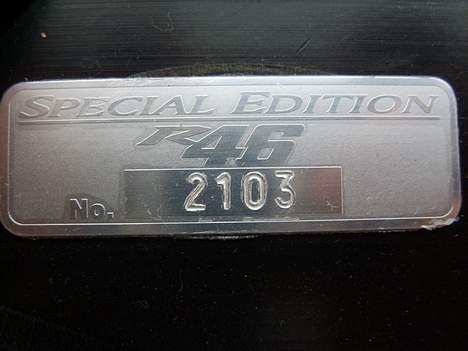 SPECIAL EDITION
R46
No. 2103